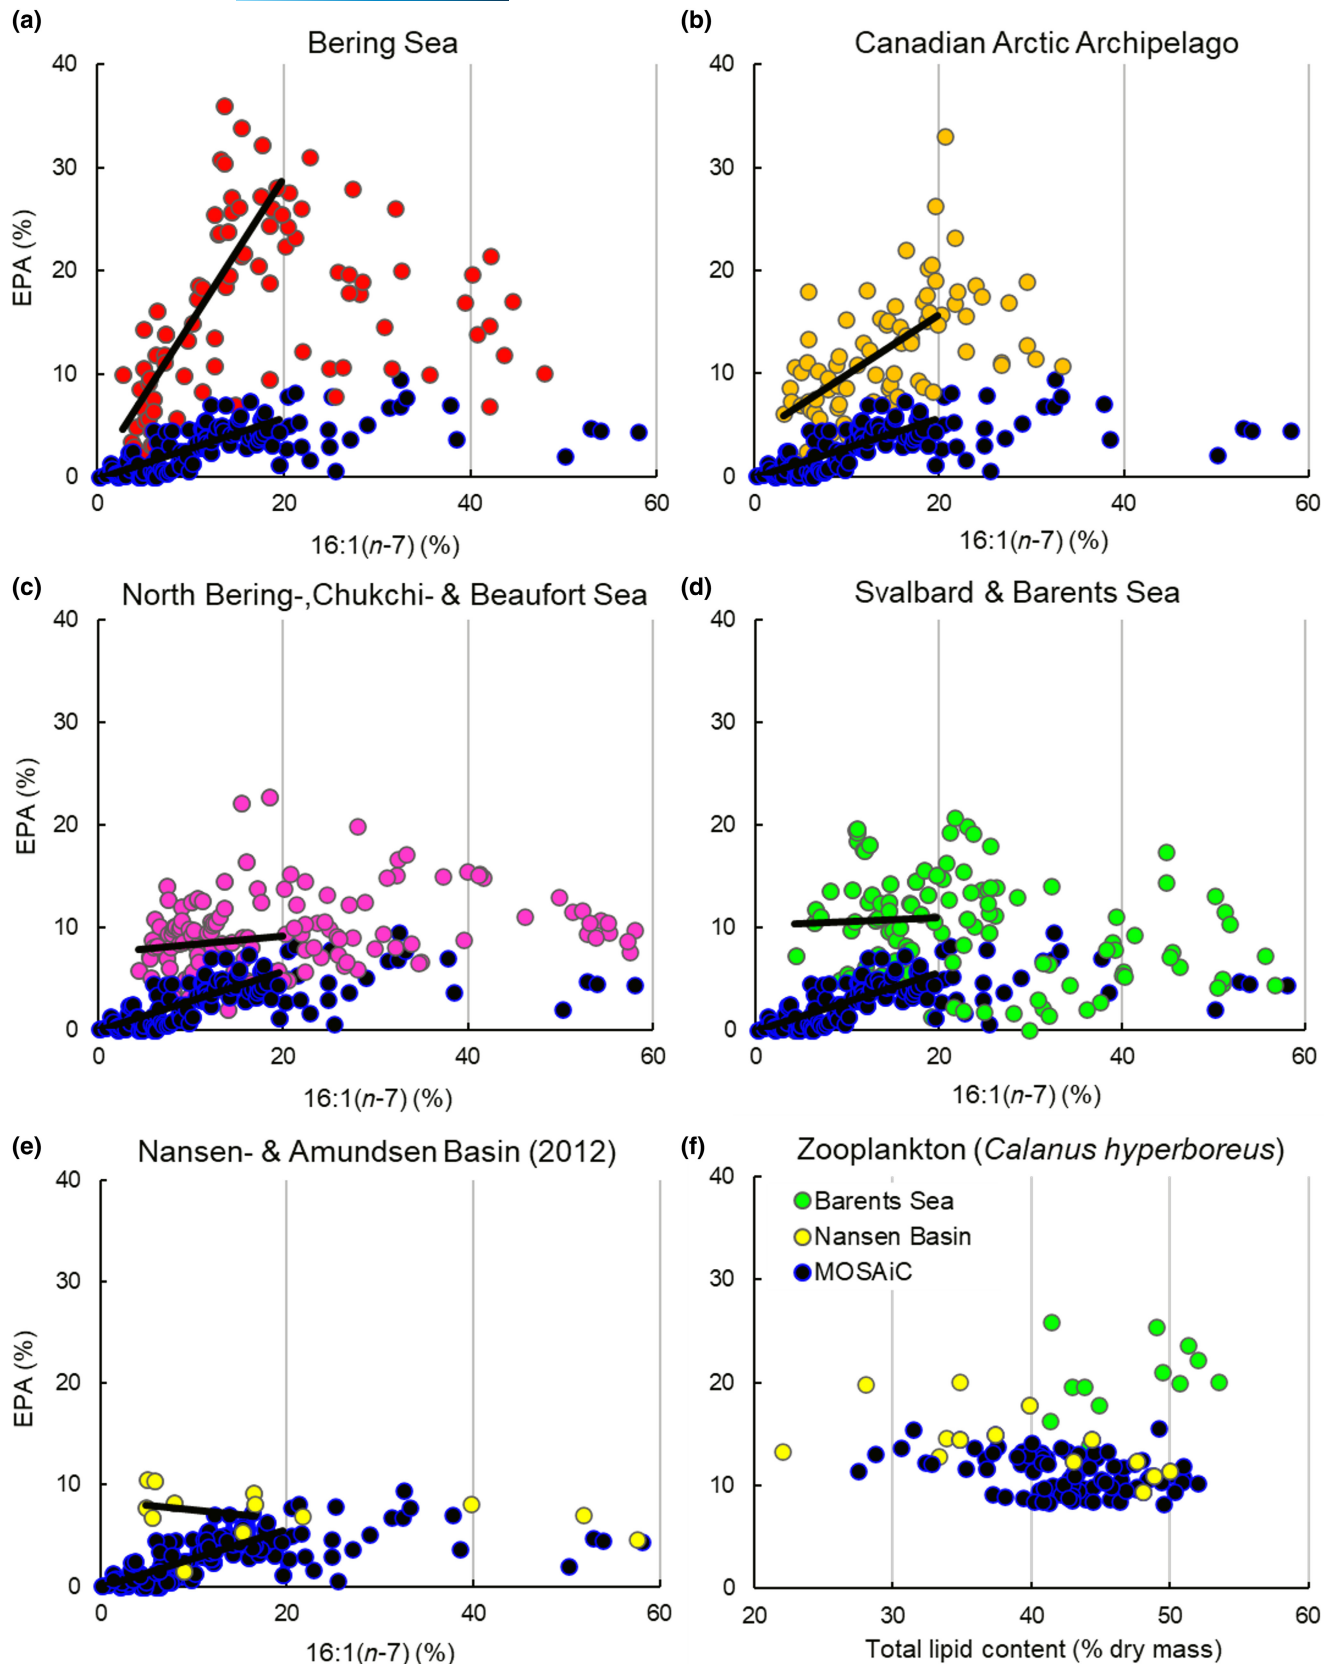 (a)
Bering Sea
40
30
20
10
0
EPA (%)
0 20 40 60
16:1(n-7) (%)
(b)
Canadian Arctic Archipelago
40
30
20
10
0
0 20 40 60
16:1(n-7) (%)
(c)
North Bering-,Chukchi- & Beaufort Sea
40
30
20
10
0
EPA (%)
0 20 40 60
16:1(n-7) (%)
(d)
Svalbard & Barents Sea
40
30
20
10
0
0 20 40 60
16:1(n-7) (%)
(e)
Nansen- & Amundsen Basin (2012)
40
30
20
10
0
EPA (%)
0 20 40 60
16:1(n-7) (%)
(f)
Zooplankton (Calanus hyperboreus)
40
30
20
10
0
Barents Sea
Nansen Basin
MOSAiC
20 30 40 50 60
Total lipid content (% dry mass)